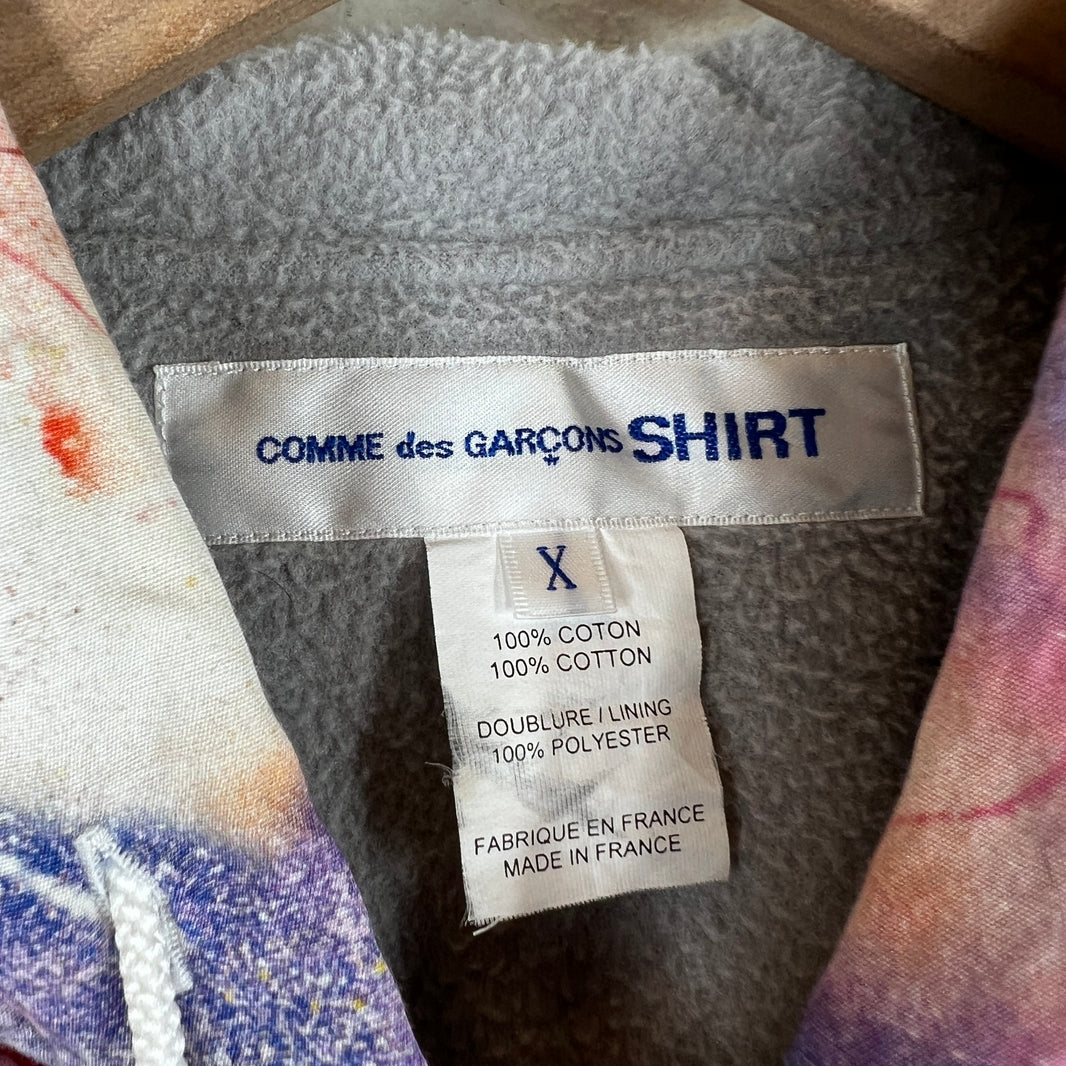 COMME des GARÇONS SHIRT
X
100% COTON
100% COTTON
DOUBLURE / LINING
100% POLYESTER
FABRIQUE EN FRANCE
MADE IN FRANCE